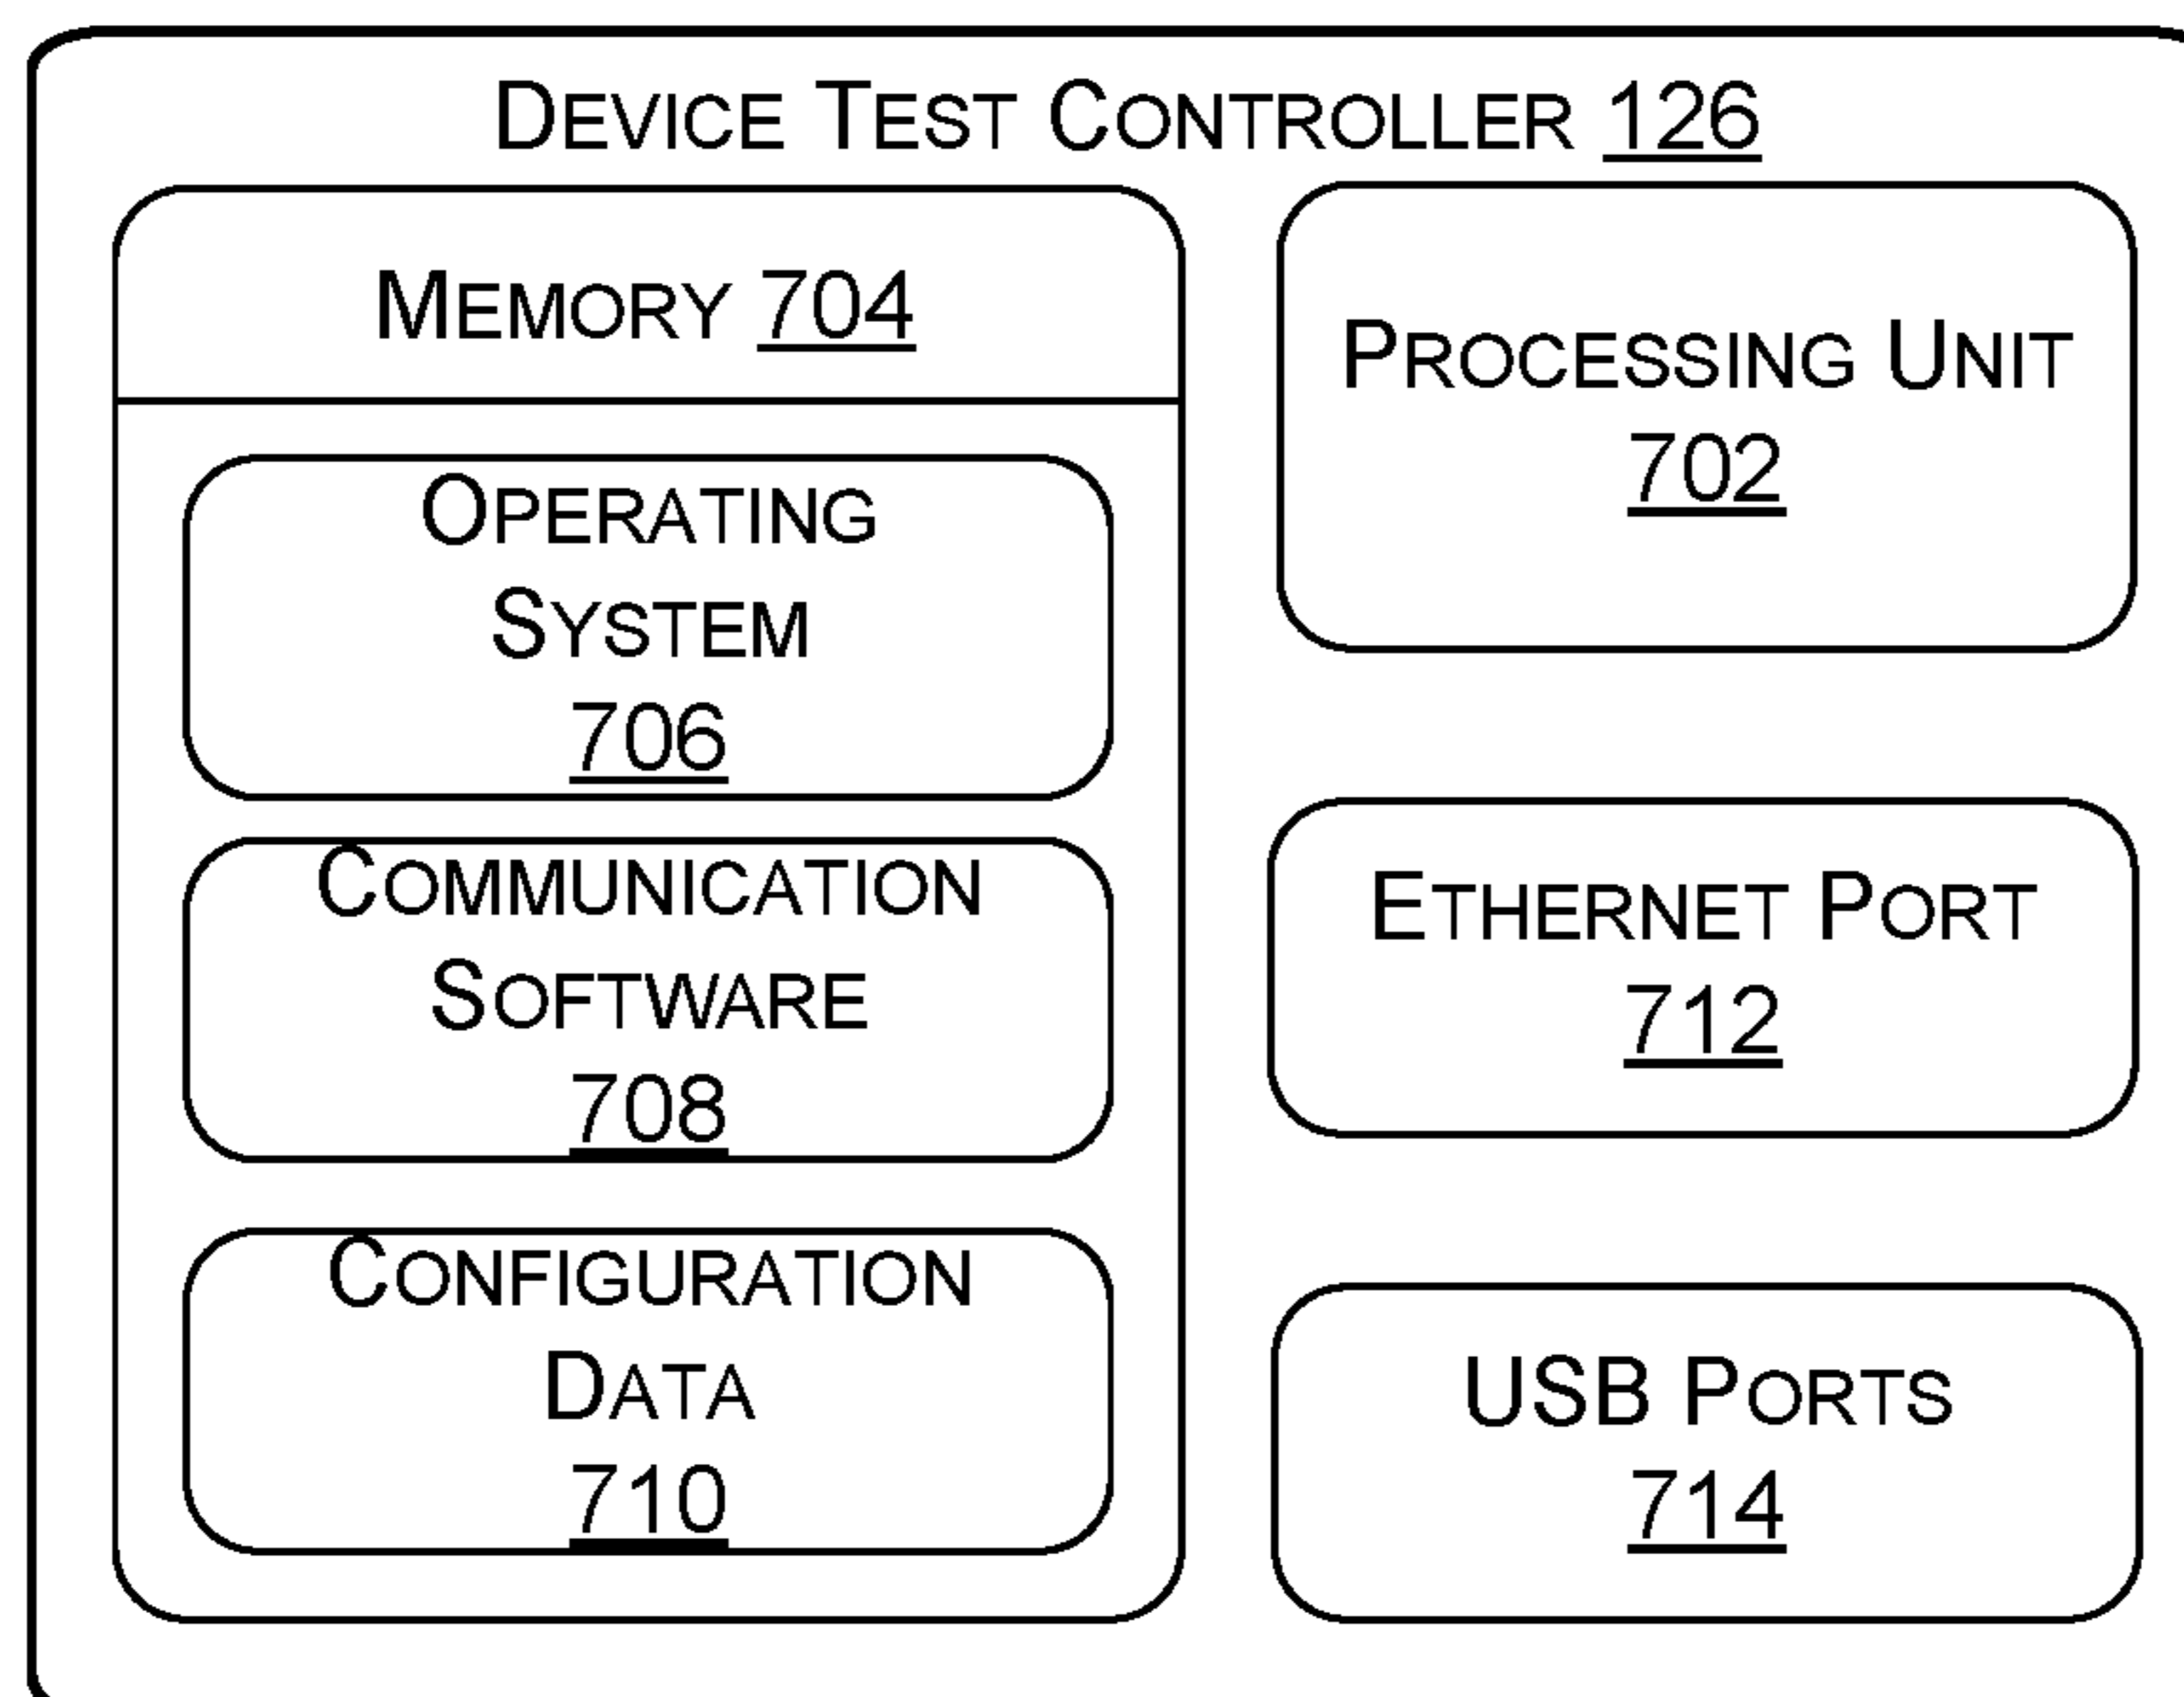 DEVICE TEST CONTROLLER 126
MEMORY 704
OPERATING
SYSTEM
706
COMMUNICATION
SOFTWARE
708
CONFIGURATION
DATA
710
PROCESSING UNIT
702
ETHERNET PORT
712
USB PORTS
714